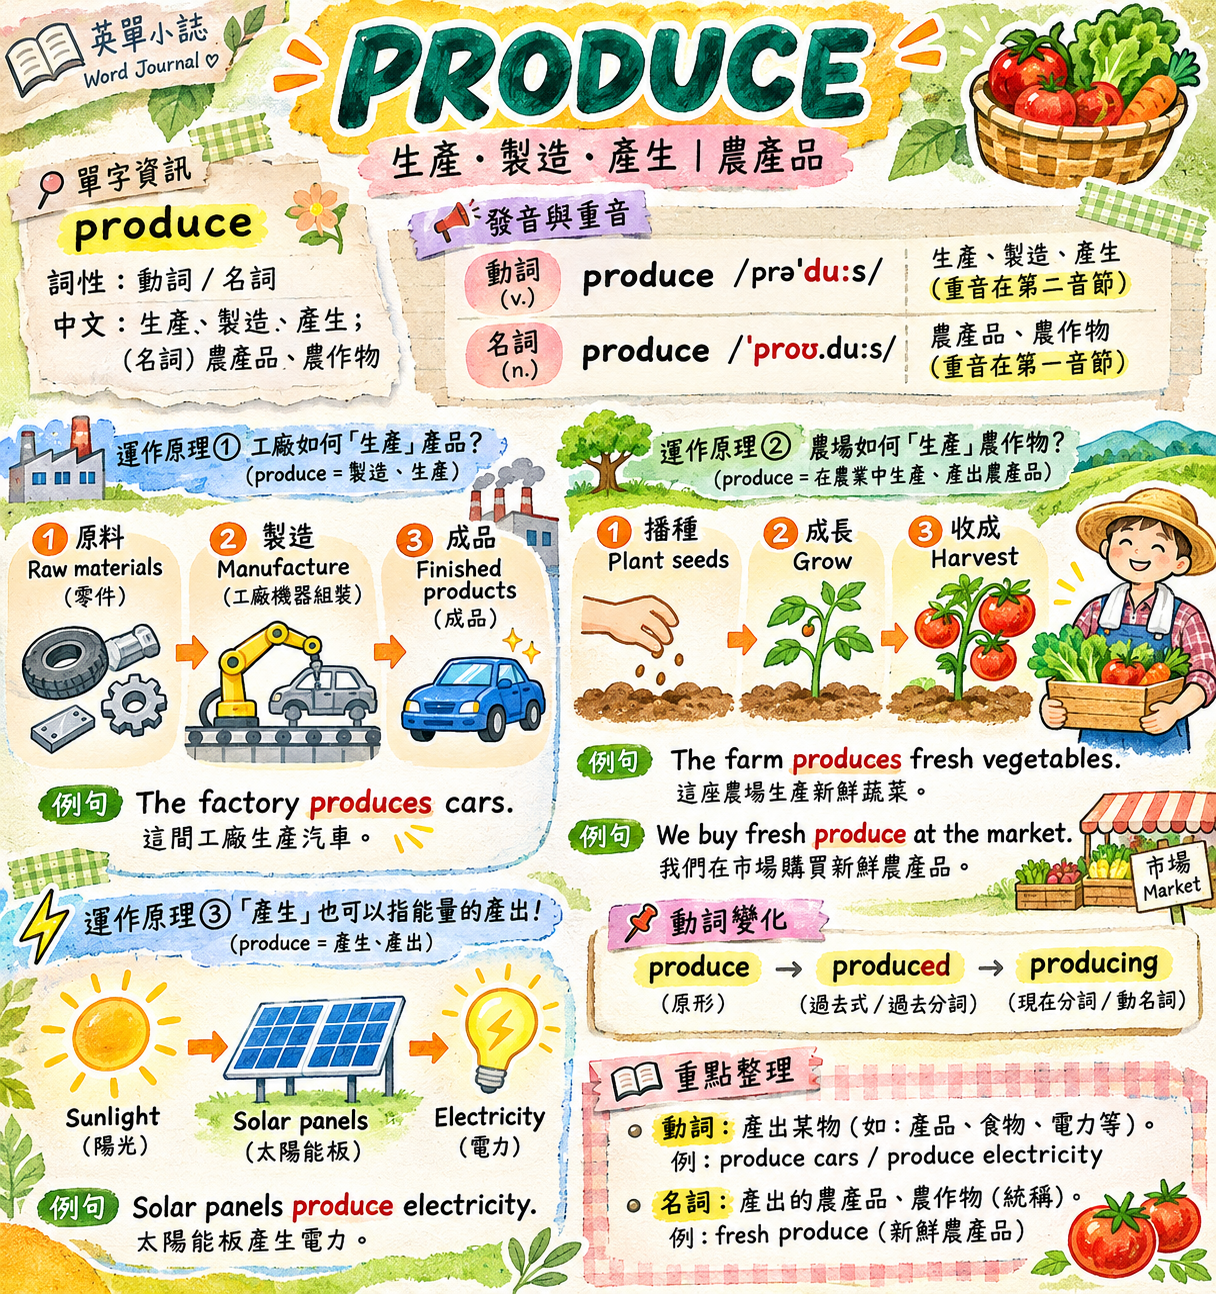 英單小誌
Word Journal ♡
PRODUCE
生產・製造・產生 | 農產品
單字資訊
produce
詞性：動詞 / 名詞
中文：生產、製造、產生；
(名詞) 農產品、農作物
發音與重音
動詞
(v.)
produce /prəˈdu:s/
生產、製造、產生
(重音在第二音節)
名詞
(n.)
produce /ˈproʊ.du:s/
農產品、農作物
(重音在第一音節)
運作原理① 工廠如何「生產」產品？
(produce = 製造、生產)
1 原料
Raw materials
(零件)
2 製造
Manufacture
(工廠機器組裝)
3 成品
Finished
products
(成品)
例句 The factory produces cars.
這間工廠生產汽車。
運作原理② 農場如何「生產」農作物？
(produce = 在農業中生產、產出農產品)
1 播種
Plant seeds
2 成長
Grow
3 收成
Harvest
例句 The farm produces fresh vegetables.
這座農場生產新鮮蔬菜。
例句 We buy fresh produce at the market.
我們在市場購買新鮮農產品。
市場
Market
運作原理③「產生」也可以指能量的產出！
(produce = 產生、產出)
Sunlight
(陽光)
Solar panels
(太陽能板)
Electricity
(電力)
例句 Solar panels produce electricity.
太陽能板產生電力。
動詞變化
produce → produced → producing
(原形) (過去式 / 過去分詞) (現在分詞 / 動名詞)
重點整理
動詞：產出某物 (如：產品、食物、電力等)。
例：produce cars / produce electricity
名詞：產出的農產品、農作物 (統稱)。
例：fresh produce (新鮮農產品)